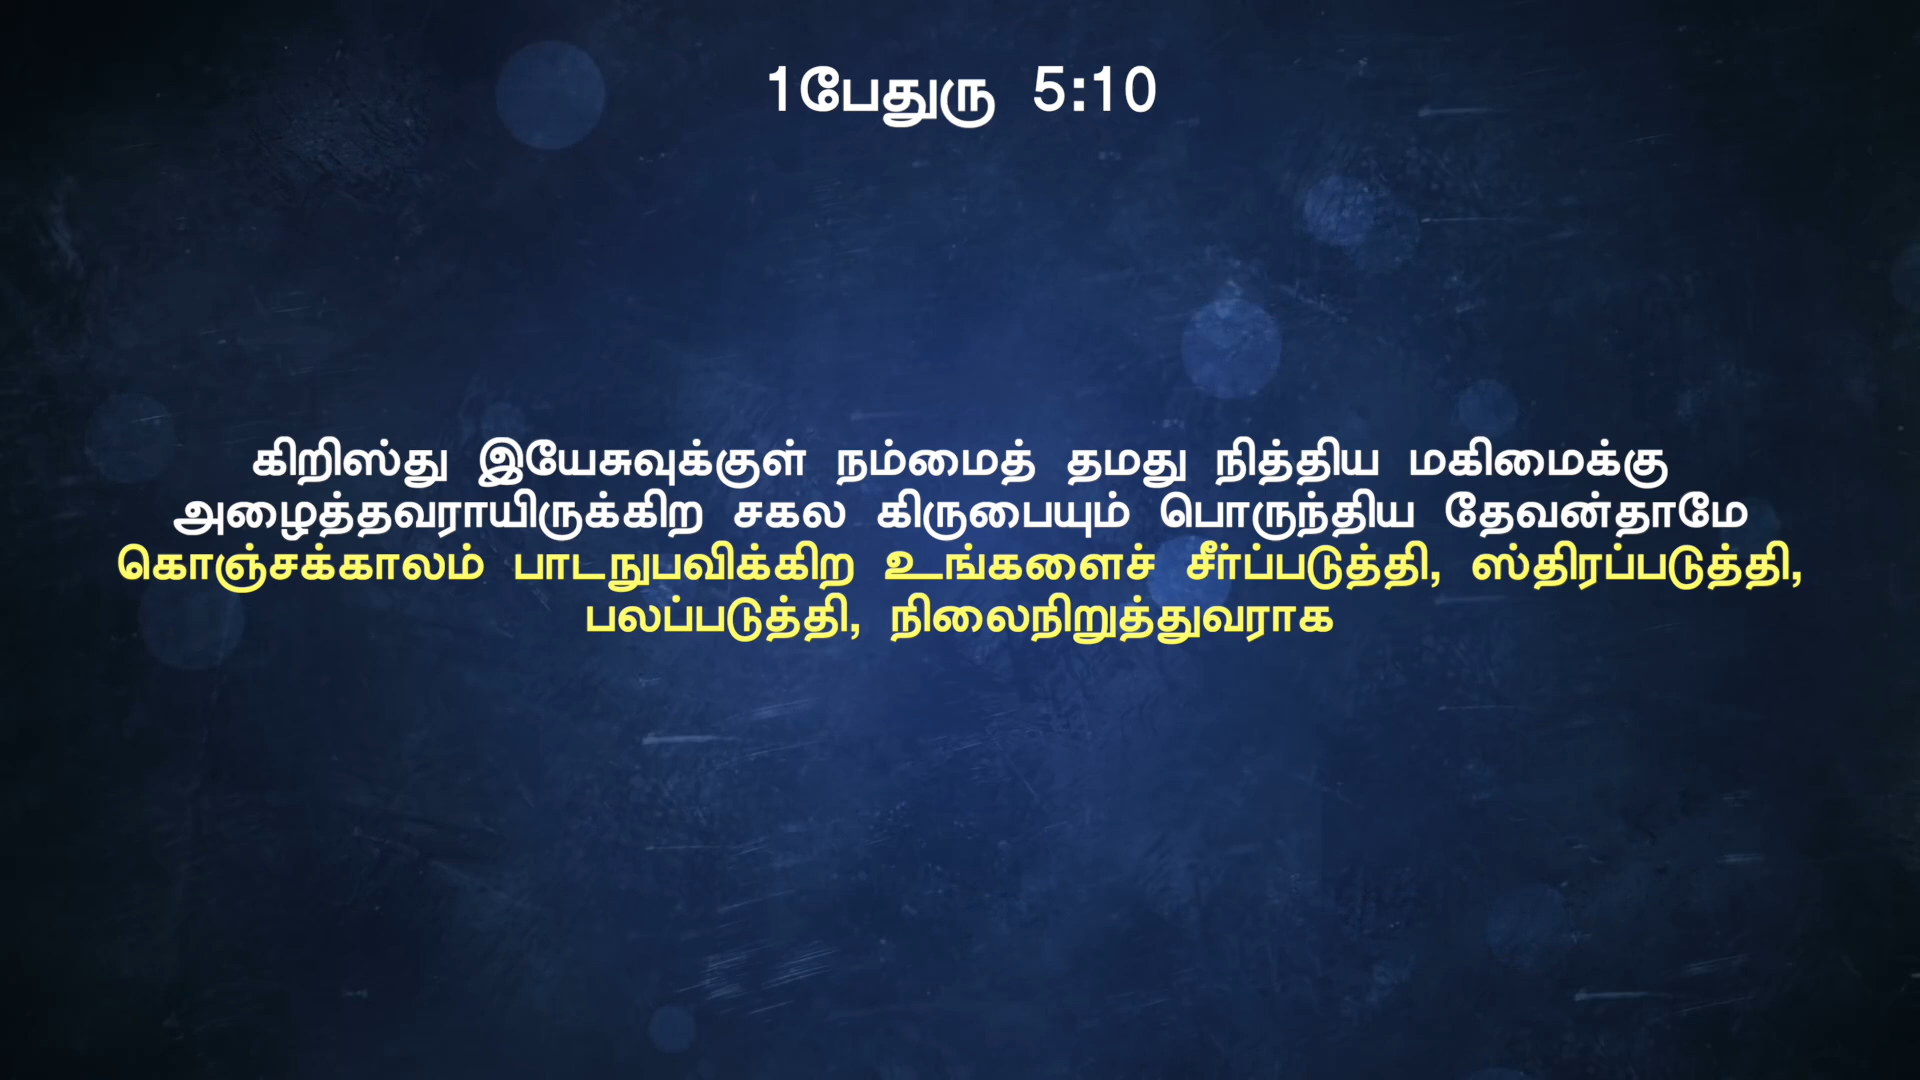 1பேதுரு 5:10
கிறிஸ்து இயேசுவுக்குள் நம்மைத் தமது நித்திய மகிமைக்கு
அழைத்தவராயிருக்கிற சகல கிருபையும் பொருந்திய தேவன்தாமே
கொஞ்சக்காலம் பாடநுபவிக்கிற உங்களைச் சீர்ப்படுத்தி, ஸ்திரப்படுத்தி,
பலப்படுத்தி, நிலைநிறுத்துவராக